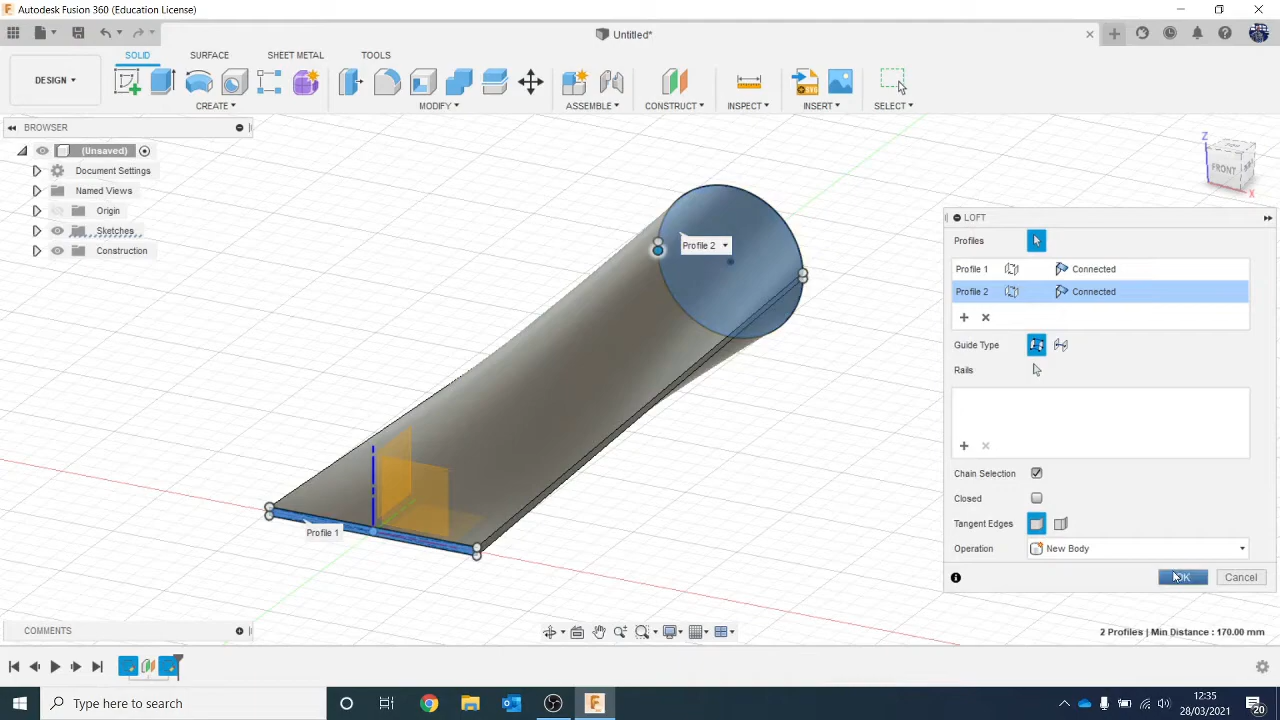 Autodesk Fusion 360 (Education License)
Untitled*
SOLID SURFACE SHEET METAL TOOLS
DESIGN
CREATE MODIFY ASSEMBLE CONSTRUCT INSPECT INSERT SELECT
BROWSER
(Unsaved)
Document Settings
Named Views
Origin
Sketches
Construction
Z
FRONT
X
Profile 2
Profile 1
LOFT
Profiles
Profile 1 Connected
Profile 2 Connected
Guide Type
Rails
Chain Selection
Closed
Tangent Edges
Operation New Body
OK Cancel
COMMENTS
2 Profiles | Min Distance : 170.00 mm
Type here to search
12:35
28/03/2021
20